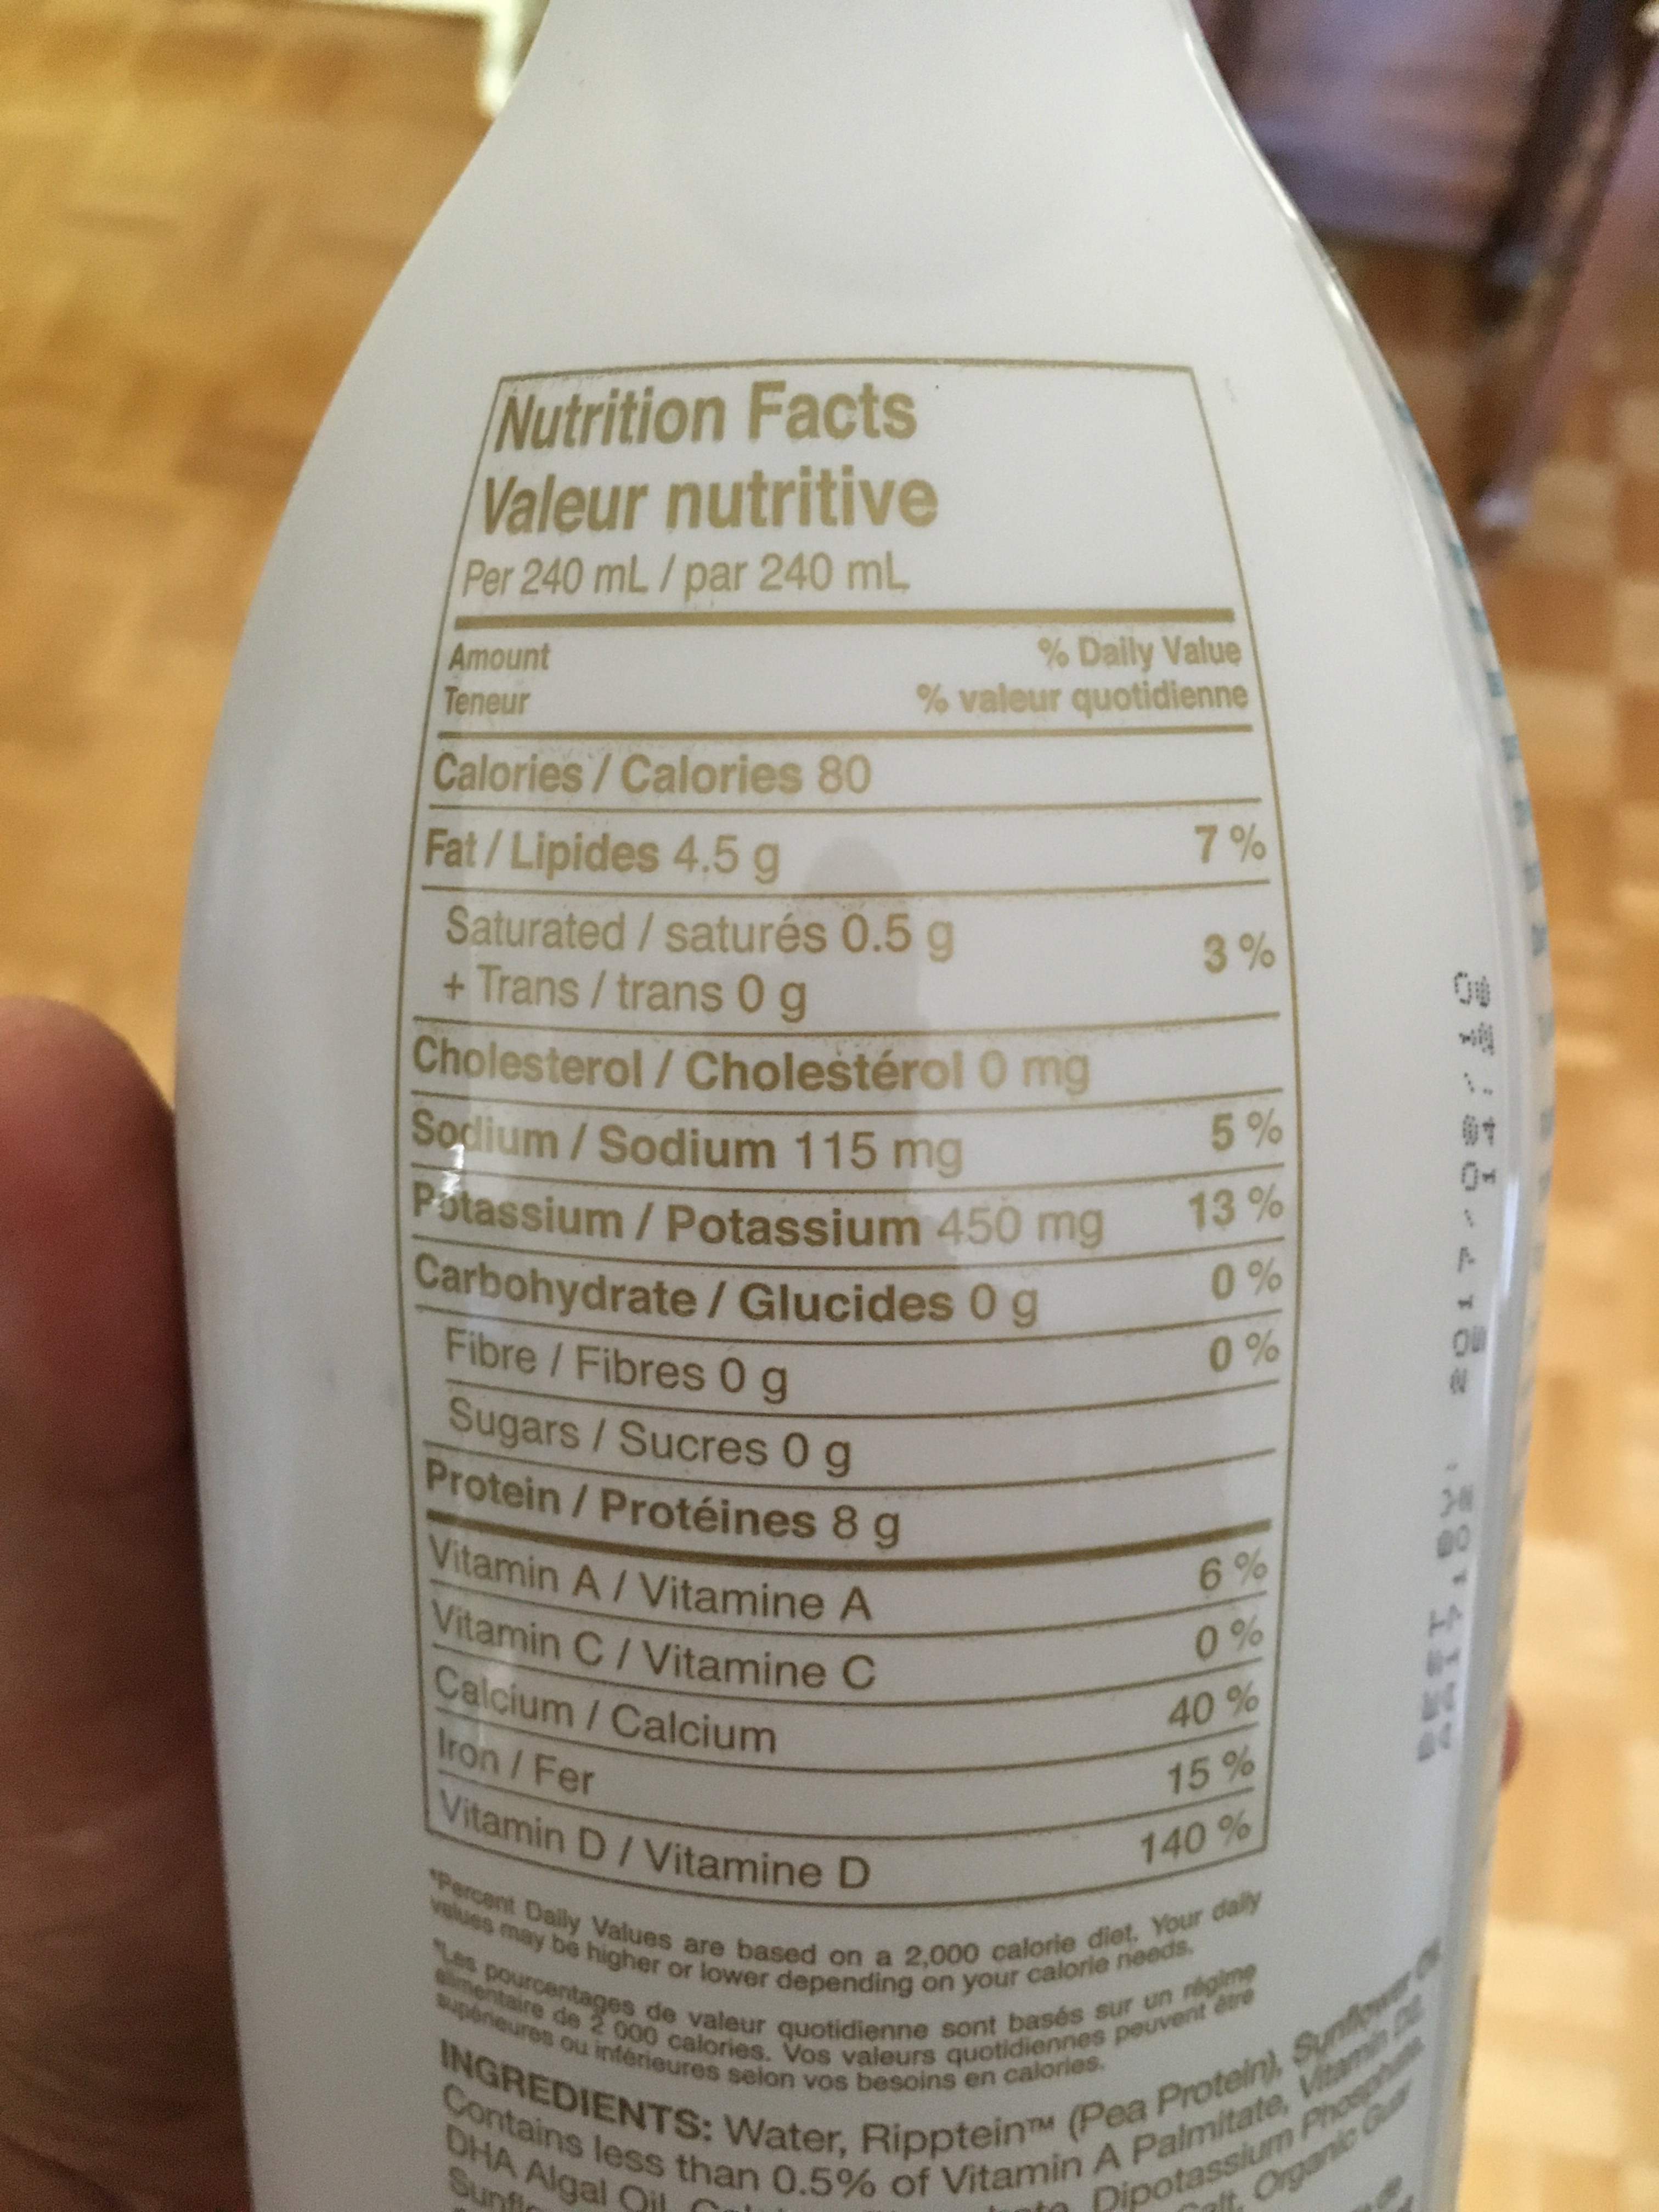 Nutrition Facts
Valeur nutritive
Per 240 mL / par 240 mL
Amount % Daily Value
Teneur % valeur quotidienne
Calories / Calories 80
Fat / Lipides 4.5 g 7 %
Saturated / saturés 0.5 g
+ Trans / trans 0 g 3 %
Cholesterol / Cholestérol 0 mg
Sodium / Sodium 115 mg 5 %
Potassium / Potassium 450 mg 13 %
Carbohydrate / Glucides 0 g 0 %
Fibre / Fibres 0 g 0 %
Sugars / Sucres 0 g
Protein / Protéines 8 g
Vitamin A / Vitamine A 6 %
Vitamin C / Vitamine C 0 %
Calcium / Calcium 40 %
Iron / Fer 15 %
Vitamin D / Vitamine D 140 %
*Percent Daily Values are based on a 2,000 calorie diet. Your daily
values may be higher or lower depending on your calorie needs.
*Les pourcentages de valeur quotidienne sont basés sur un régime
alimentaire de 2 000 calories. Vos valeurs quotidiennes peuvent être
supérieures ou inférieures selon vos besoins en calories.
INGREDIENTS: Water, Ripptein™ (Pea Protein), Sunflower Oil,
Contains less than 0.5% of Vitamin A Palmitate, Vitamin D2,
DHA Algal Oil, Dipotassium Phosphate,
Salt, Organic Guar
BEST BY